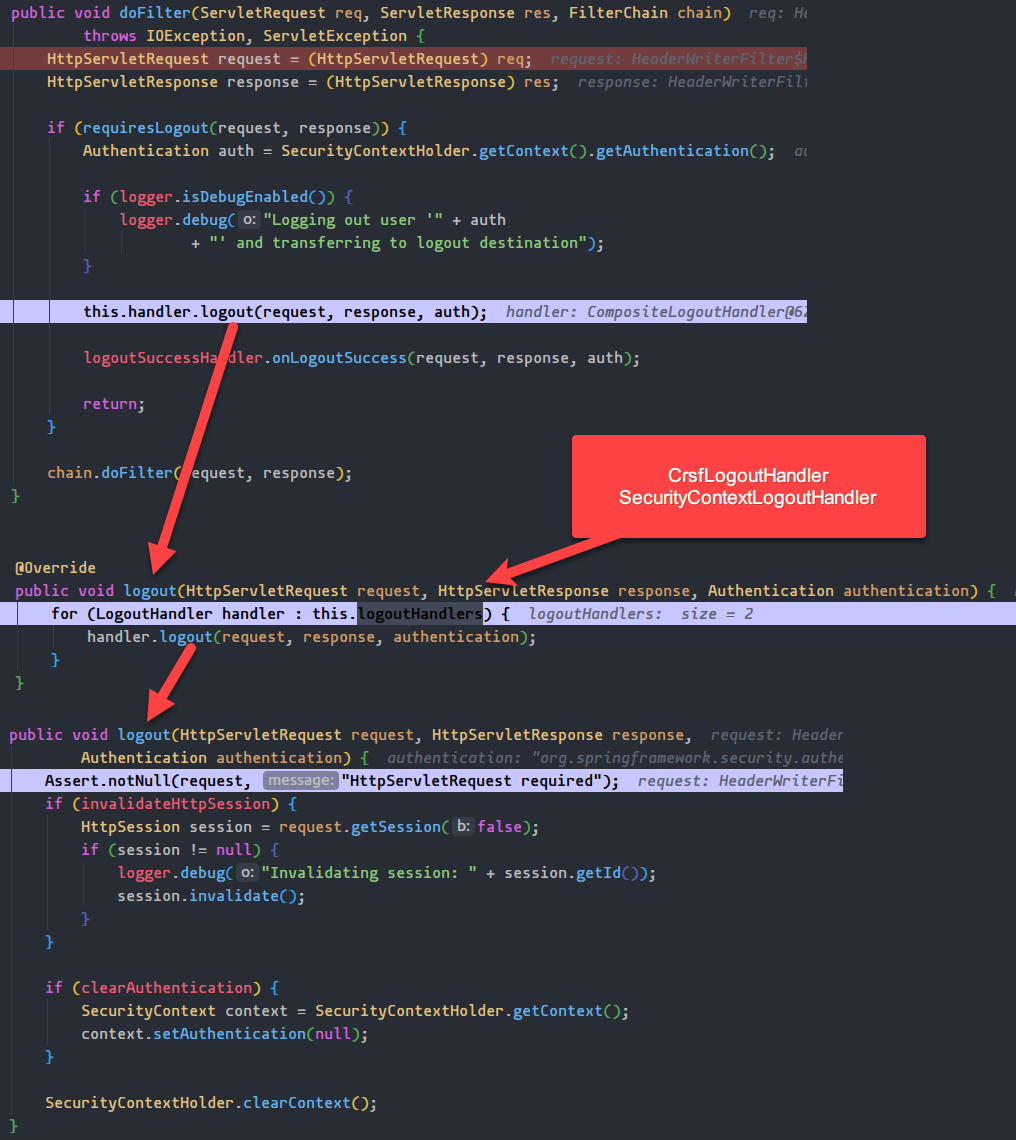 public void doFilter(ServletRequest req, ServletResponse res, FilterChain chain)  req: He
throws IOException, ServletException {
HttpServletRequest request = (HttpServletRequest) req;  request: HeaderWriterFilter$
HttpServletResponse response = (HttpServletResponse) res;  response: HeaderWriterFilt
if (requiresLogout(request, response)) {
Authentication auth = SecurityContextHolder.getContext().getAuthentication();  au
if (logger.isDebugEnabled()) {
logger.debug( o: "Logging out user '" + auth
+ "' and transferring to logout destination");
}
this.handler.logout(request, response, auth);  handler: CompositeLogoutHandler@62
logoutSuccessHandler.onLogoutSuccess(request, response, auth);
return;
}
chain.doFilter(request, response);
}
CrsfLogoutHandler
SecurityContextLogoutHandler
@Override
public void logout(HttpServletRequest request, HttpServletResponse response, Authentication authentication) {
for (LogoutHandler handler : this.logoutHandlers) {  logoutHandlers:  size = 2
handler.logout(request, response, authentication);
}
}
public void logout(HttpServletRequest request, HttpServletResponse response,  request: Header
Authentication authentication) {  authentication: "org.springframework.security.authe
Assert.notNull(request,  message: "HttpServletRequest required");  request: HeaderWriterFi
if (invalidateHttpSession) {
HttpSession session = request.getSession( b: false);
if (session != null) {
logger.debug( o: "Invalidating session: " + session.getId());
session.invalidate();
}
}
if (clearAuthentication) {
SecurityContext context = SecurityContextHolder.getContext();
context.setAuthentication(null);
}
SecurityContextHolder.clearContext();
}